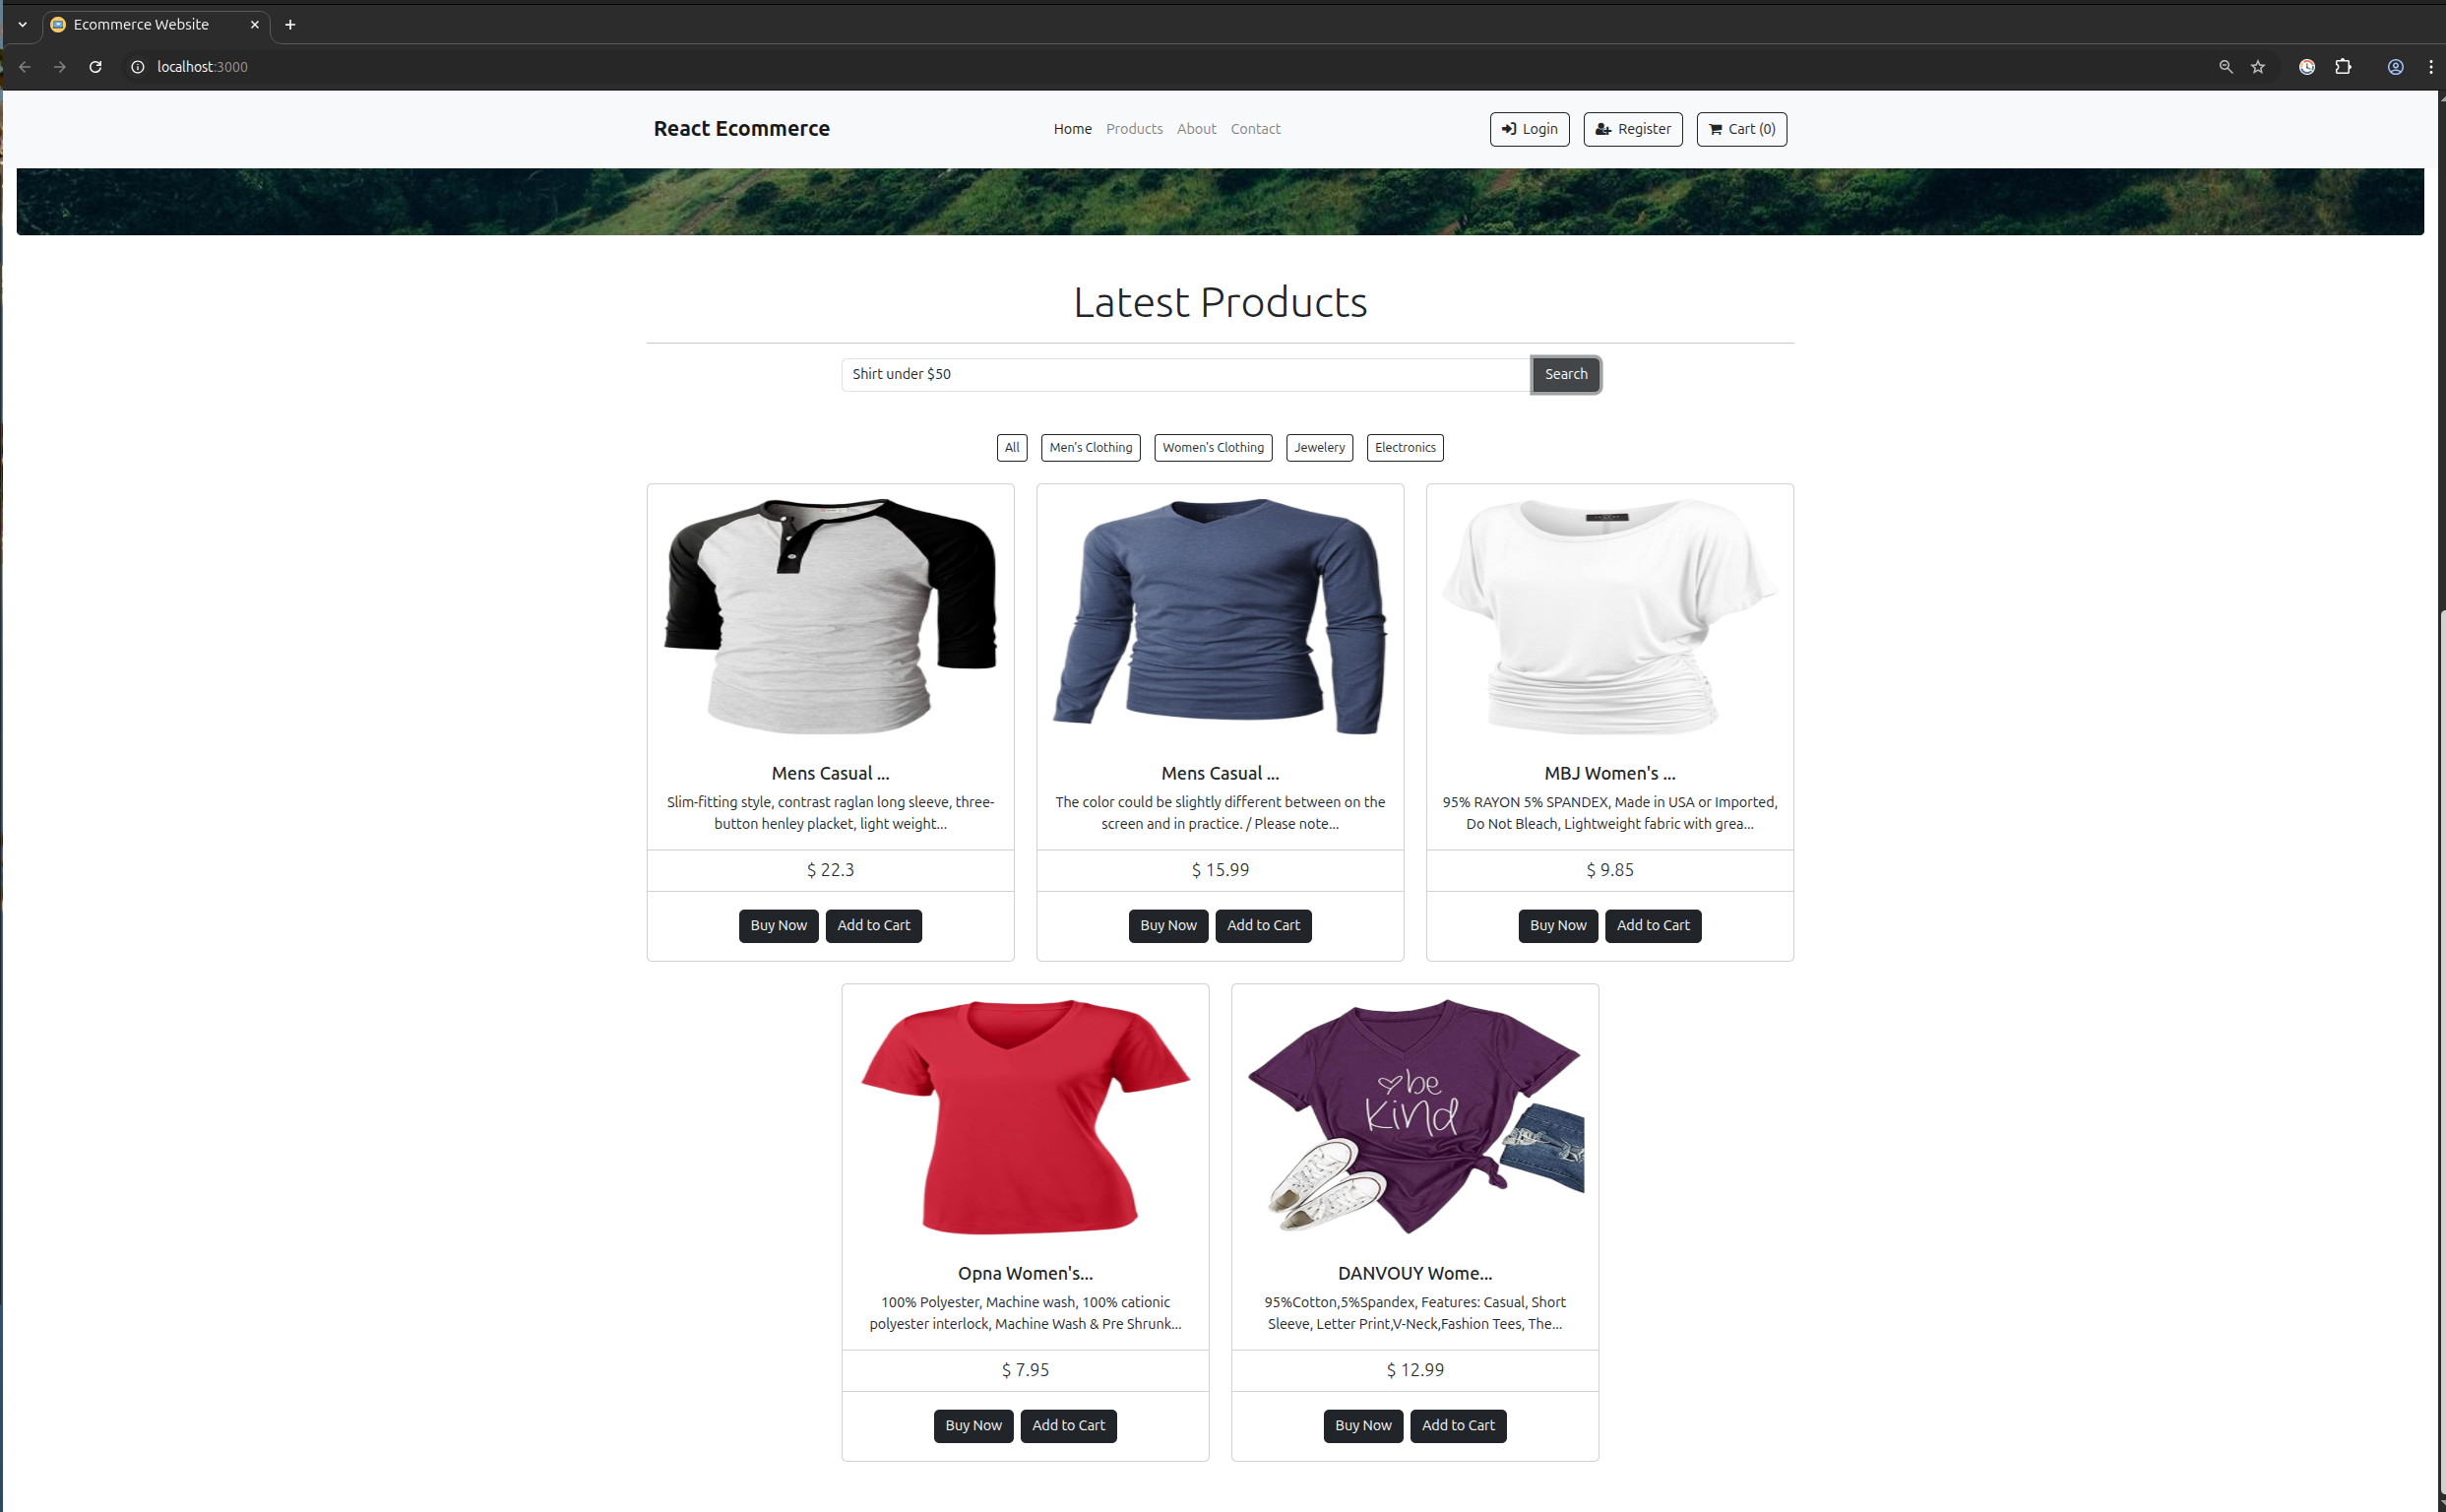 Ecommerce Website
localhost:3000
React Ecommerce
Home Products About Contact
Login Register Cart (0)
Latest Products
Shirt under $50 Search
All Men's Clothing Women's Clothing Jewelery Electronics
Mens Casual ...
Slim-fitting style, contrast raglan long sleeve, three-
button henley placket, light weight...
$ 22.3
Buy Now Add to Cart
Mens Casual ...
The color could be slightly different between on the
screen and in practice. / Please note...
$ 15.99
Buy Now Add to Cart
MBJ Women's ...
95% RAYON 5% SPANDEX, Made in USA or Imported,
Do Not Bleach, Lightweight fabric with grea...
$ 9.85
Buy Now Add to Cart
Opna Women's...
100% Polyester, Machine wash, 100% cationic
polyester interlock, Machine Wash & Pre Shrunk...
$ 7.95
Buy Now Add to Cart
be
kind
DANVOUY Wome...
95%Cotton,5%Spandex, Features: Casual, Short
Sleeve, Letter Print,V-Neck,Fashion Tees, The...
$ 12.99
Buy Now Add to Cart